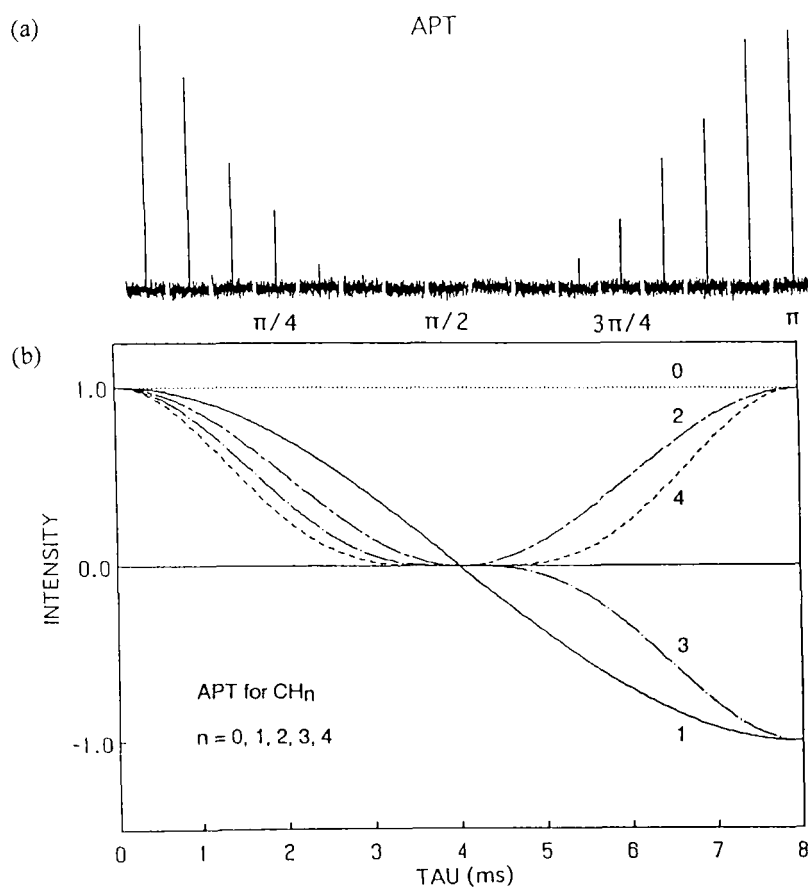 (a)
APT
π/4
π/2
3π/4
π
(b)
1.0
0.0
-1.0
INTENSITY
0
2
4
3
1
APT for CHn
n = 0, 1, 2, 3, 4
0 1 2 3 4 5 6 7 8
TAU (ms)